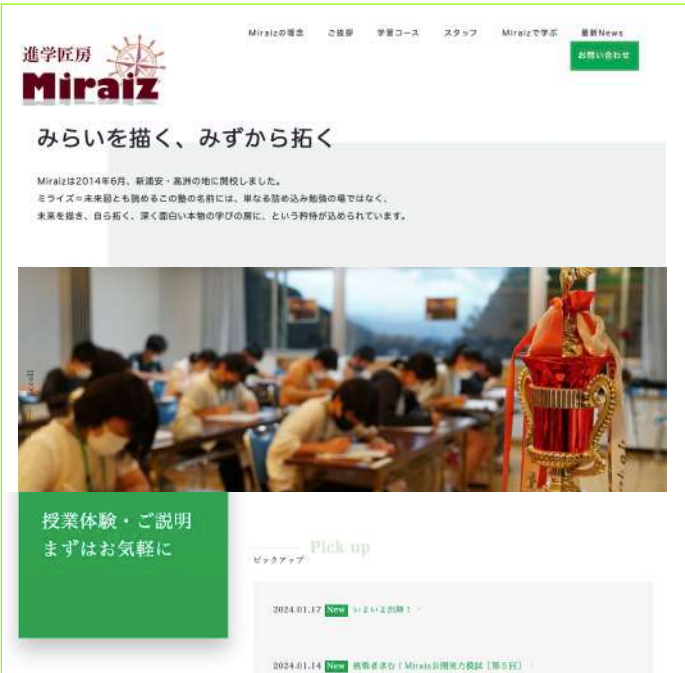 Miraizの理念 ご挨拶 学習コース スタッフ Miraizで学ぶ 最新News
お問い合わせ
進学匠房
Miraiz
みらいを描く、みずから拓く
Miraizは2014年6月、新浦安・高洲の地に開校しました。
ミライズ=未来図とも読めるこの塾の名前には、単なる詰め込み勉強の場ではなく、
未来を描き、自ら拓く、深く面白い本物の学びの房に、という矜恃が込められています。
授業体験・ご説明
まずはお気軽に
Pick up
ピックアップ
2024.01.17 New いよいよ出陣!
2024.01.14 New 挑戦者求む!Miraiz公開実力模試［第5回］